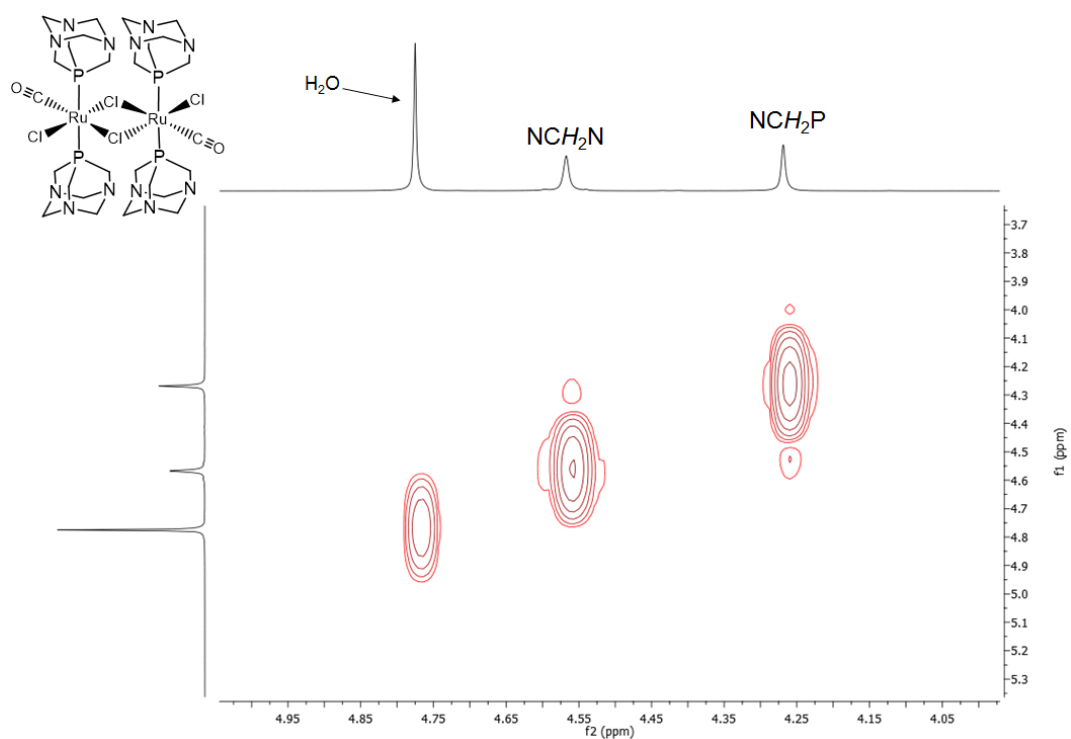 N N N N N N
P P
O C Cl Cl
Ru Ru
Cl Cl C O
P P
N N N N
N N
H₂O
NCH₂N
NCH₂P
3.7
3.8
3.9
4.0
4.1
4.2
4.3
4.4
4.5
4.6
4.7
4.8
4.9
5.0
5.1
5.2
5.3
f1 (ppm)
4.95 4.85 4.75 4.65 4.55 4.45 4.35 4.25 4.15 4.05
f2 (ppm)